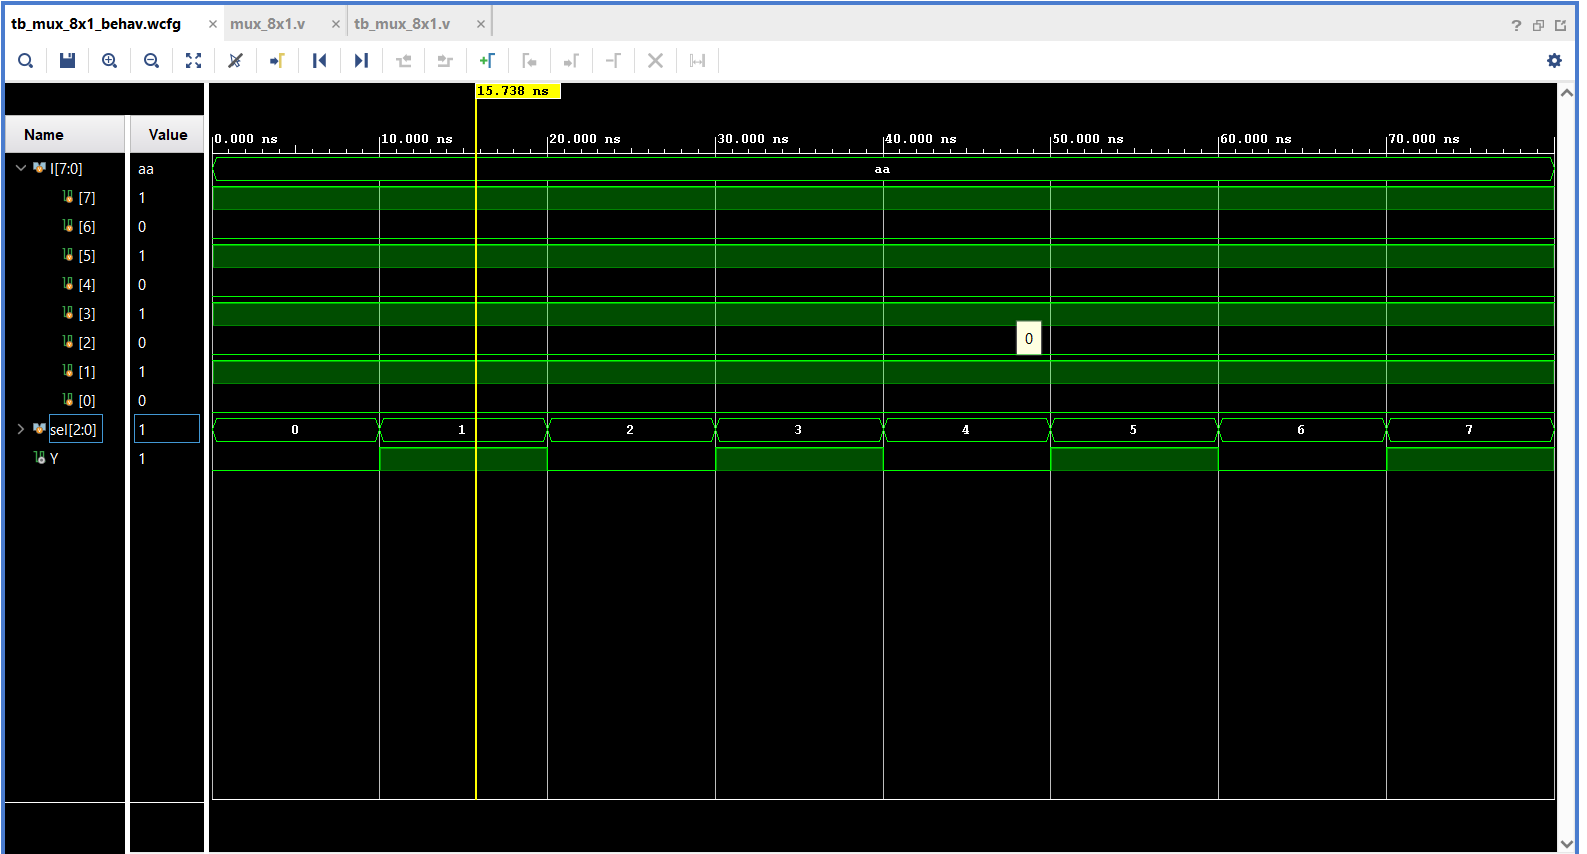 tb_mux_8x1_behav.wcfg × mux_8x1.v × tb_mux_8x1.v ×
?
15.738 ns
Name Value
0.000 ns 10.000 ns 20.000 ns 30.000 ns 40.000 ns 50.000 ns 60.000 ns 70.000 ns
I[7:0] aa aa
[7] 1
[6] 0
[5] 1
[4] 0
[3] 1
[2] 0 0
[1] 1
[0] 0
sel[2:0] 1 0 1 2 3 4 5 6 7
Y 1